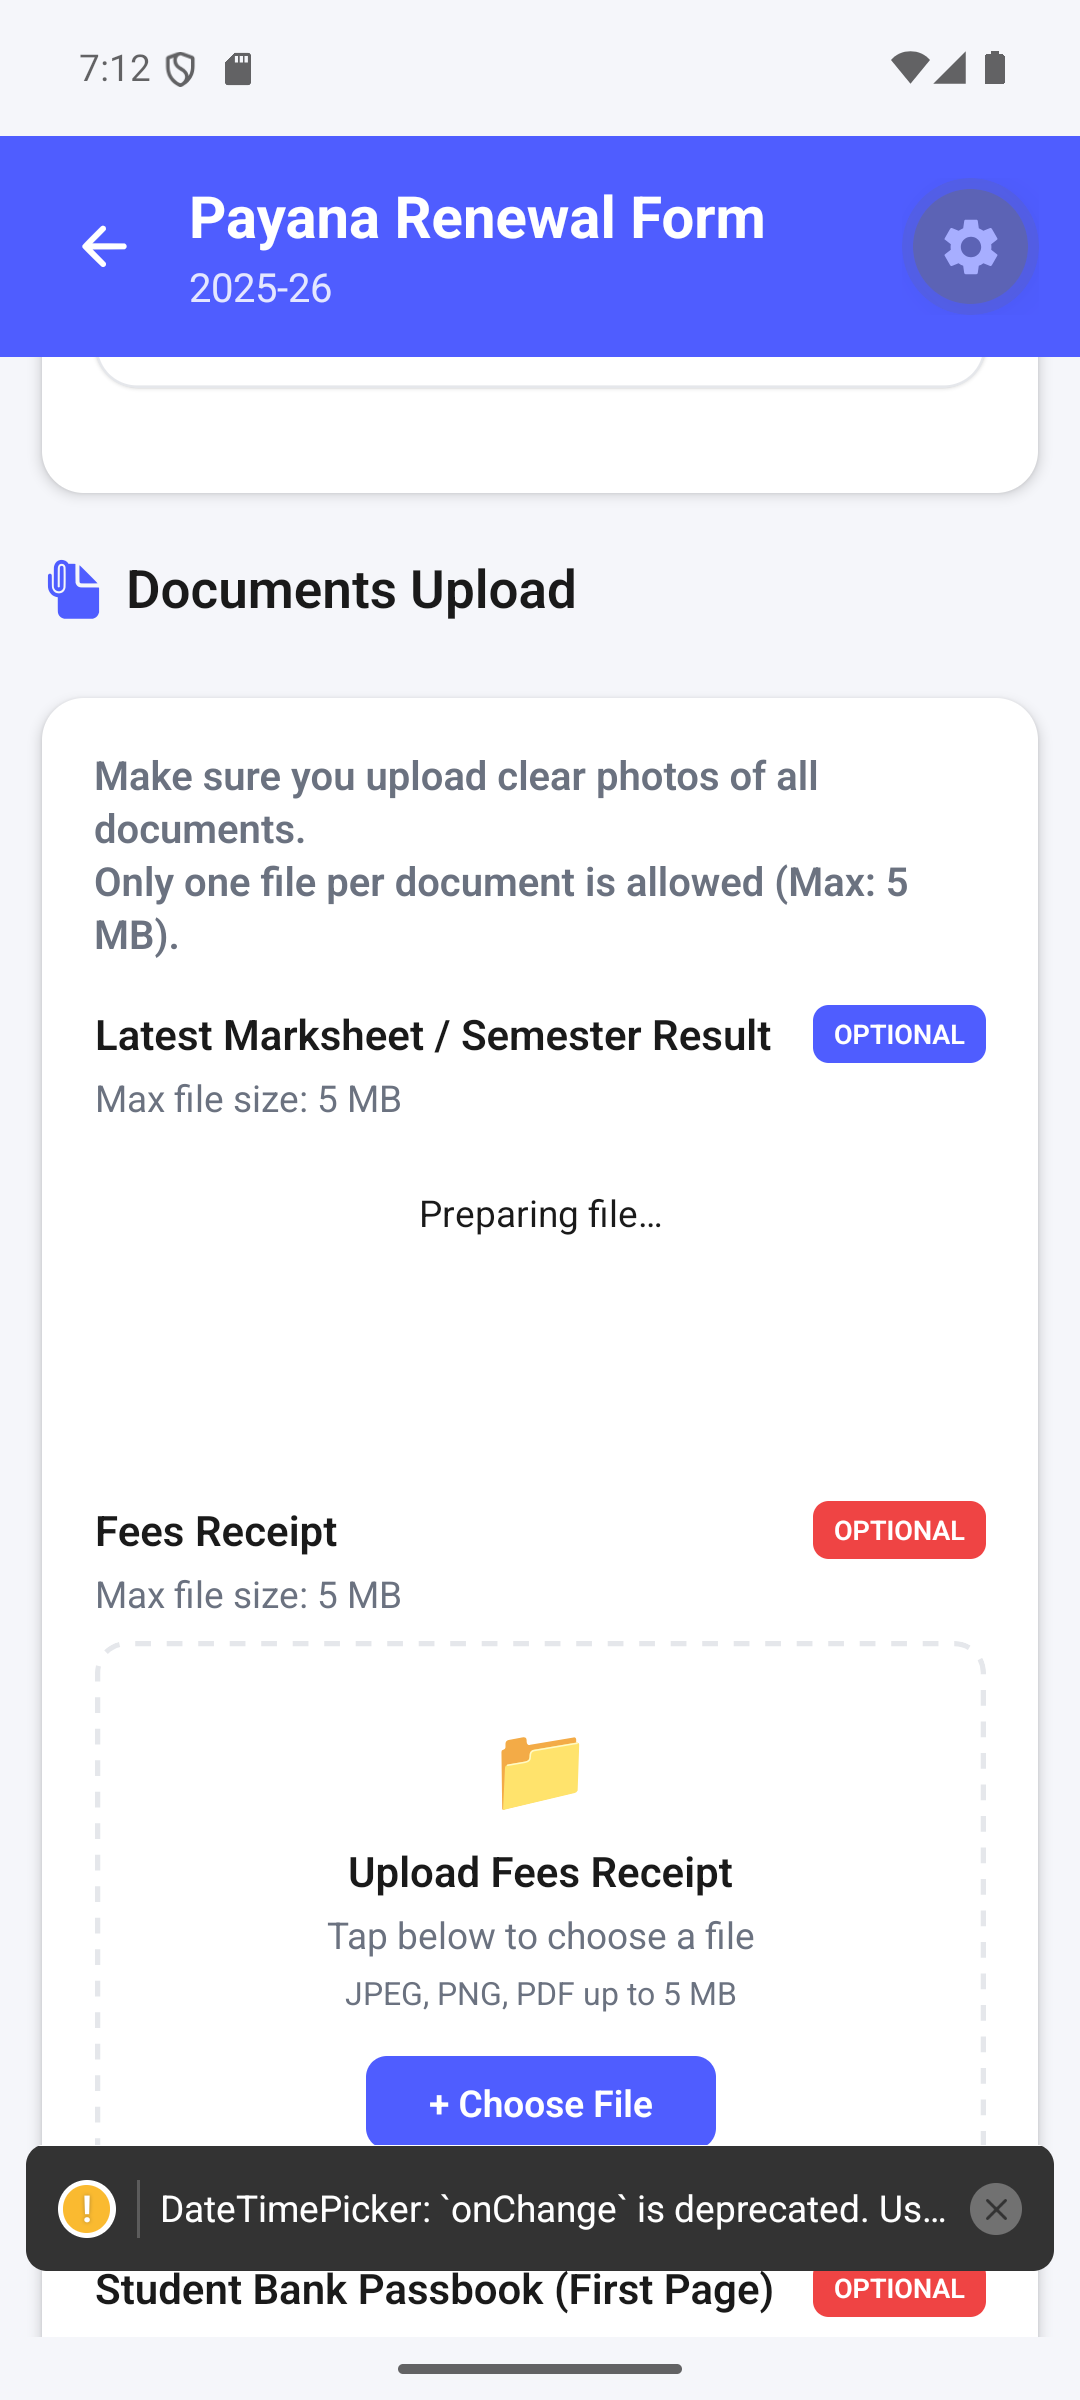 7:12
Payana Renewal Form
2025-26
Documents Upload
Make sure you upload clear photos of all
documents.
Only one file per document is allowed (Max: 5
MB).
Latest Marksheet / Semester Result
OPTIONAL
Max file size: 5 MB
Preparing file…
Fees Receipt
OPTIONAL
Max file size: 5 MB
Upload Fees Receipt
Tap below to choose a file
JPEG, PNG, PDF up to 5 MB
+ Choose File
! DateTimePicker: `onChange` is deprecated. Us…
Student Bank Passbook (First Page)
OPTIONAL